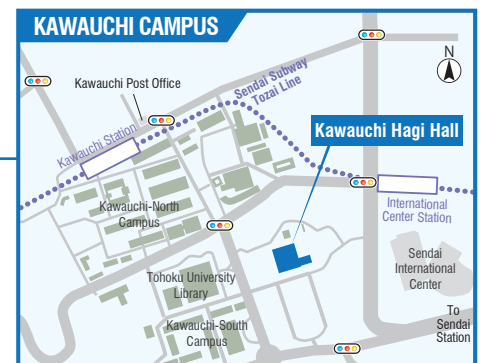 KAWAUCHI CAMPUS
N
Kawauchi Post Office
Sendai Subway
Tozai Line
Kawauchi Station
Kawauchi Hagi Hall
Kawauchi-North
Campus
International
Center Station
Sendai
International
Center
Tohoku University
Library
To
Sendai
Station
Kawauchi-South
Campus